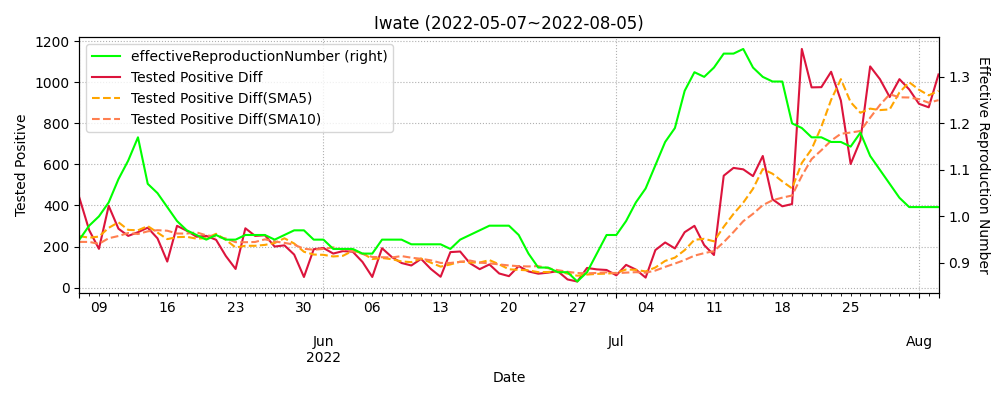 Iwate (2022-05-07~2022-08-05)
effectiveReproductionNumber (right)
Tested Positive Diff
Tested Positive Diff(SMA5)
Tested Positive Diff(SMA10)
Tested Positive
1200
1000
800
600
400
200
0
1.3
1.2
1.1
1.0
0.9
Effective Reproduction Number
09 16 23 30 06 13 20 27 04 11 18 25
Jun Jul Aug
2022
Date